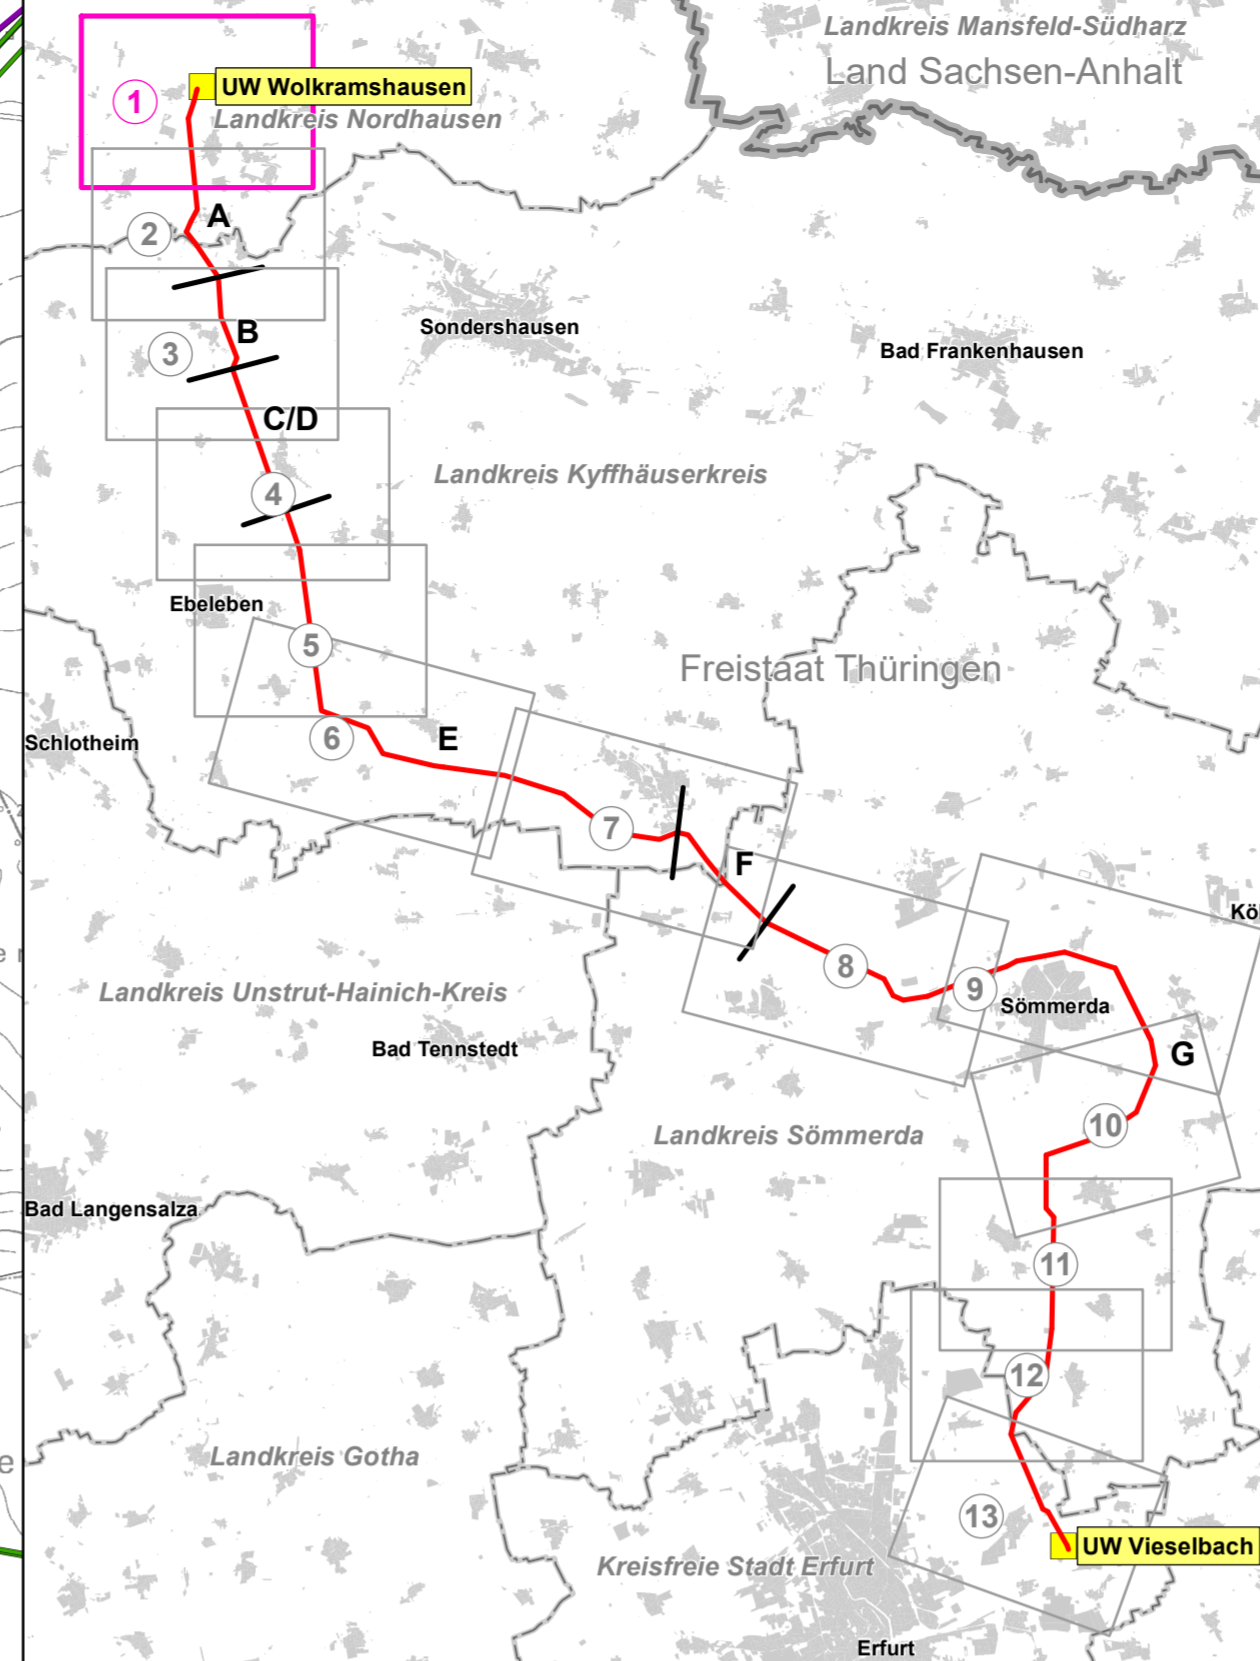 Landkreis Mansfeld-Südharz
Land Sachsen-Anhalt
UW Wolkramshausen
1
Landkreis Nordhausen
A
2
B
Sondershausen
3
Bad Frankenhausen
C/D
Landkreis Kyffhäuserkreis
4
Ebeleben
5
Freistaat Thüringen
6
E
Schlotheim
7
F
Kö
8
9
Landkreis Unstrut-Hainich-Kreis
Sömmerda
Bad Tennstedt
G
10
Landkreis Sömmerda
Bad Langensalza
11
12
Landkreis Gotha
e
13
UW Vieselbach
Kreisfreie Stadt Erfurt
Erfurt